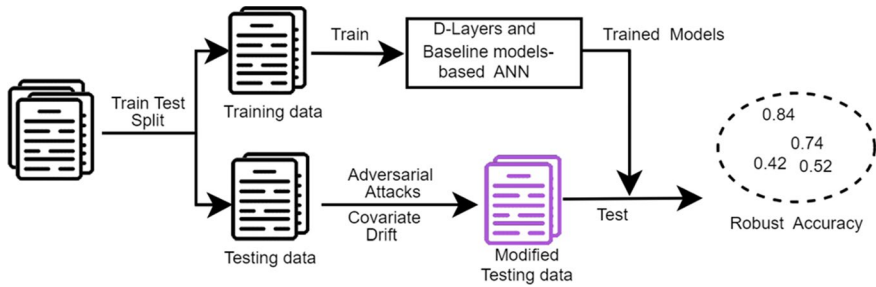 Train Test
Split
Training data
Train
D-Layers and
Baseline models-
based ANN
Trained Models
Testing data
Adversarial
Attacks
Covariate
Drift
Modified
Testing data
Test
0.84
0.74
0.42 0.52
Robust Accuracy